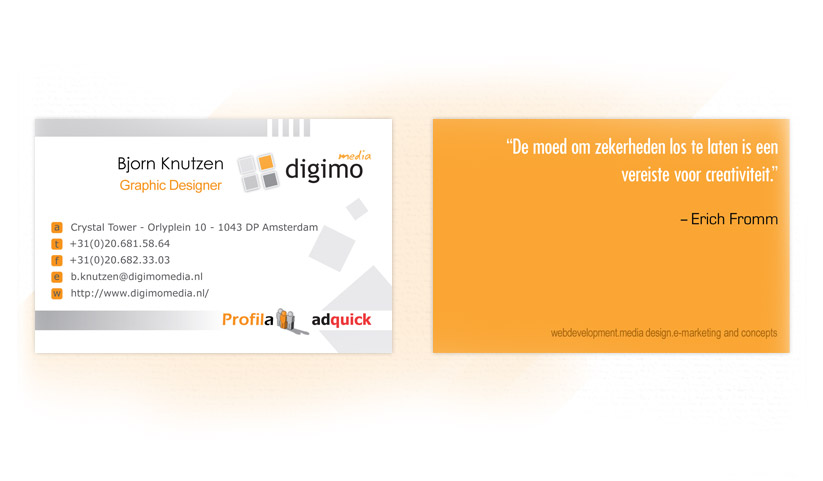 Bjorn Knutzen
Graphic Designer
media
digimo
a Crystal Tower - Orlyplein 10 - 1043 DP Amsterdam
t +31(0)20.681.58.64
f +31(0)20.682.33.03
e b.knutzen@digimomedia.nl
w http://www.digimomedia.nl/
Profila adquick
“De moed om zekerheden los te laten is een
vereiste voor creativiteit.”
– Erich Fromm
webdevelopment.media design.e-marketing and concepts